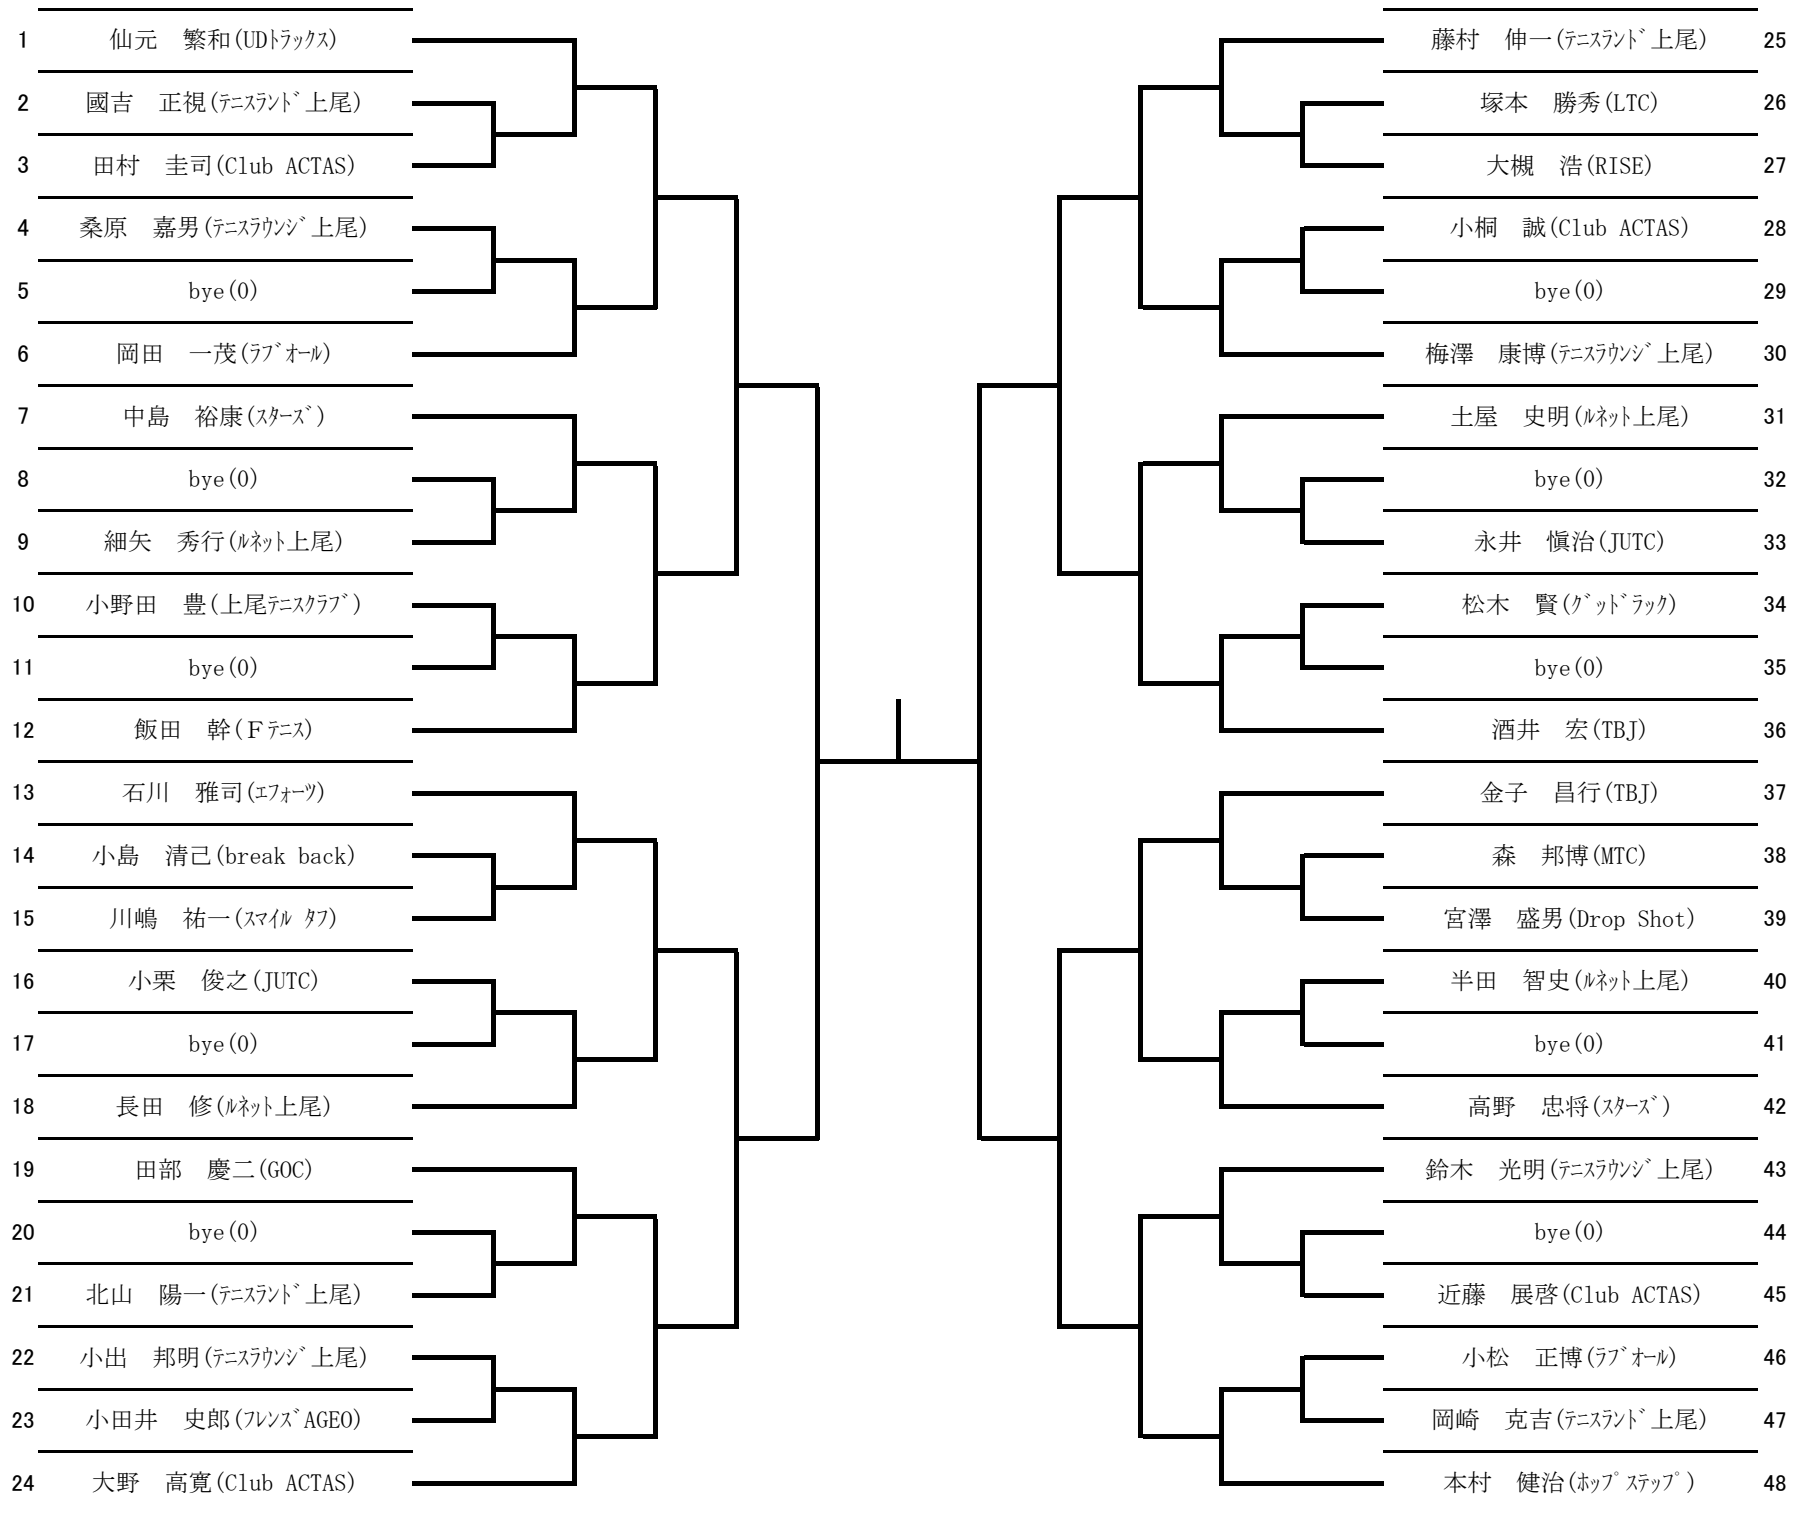 1 仙元　繁和(UDﾄﾗｯｸｽ)
2 國吉　正視(ﾃﾆｽﾗﾝﾄﾞ上尾)
3 田村　圭司(Club ACTAS)
4 桑原　嘉男(ﾃﾆｽﾗｳﾝｼﾞ上尾)
5 bye(0)
6 岡田　一茂(ﾗﾌﾞｵｰﾙ)
7 中島　裕康(ｽﾀｰｽﾞ)
8 bye(0)
9 細矢　秀行(ﾙﾈｯﾄ上尾)
10 小野田　豊(上尾ﾃﾆｽｸﾗﾌﾞ)
11 bye(0)
12 飯田　幹(Ｆﾃﾆｽ)
13 石川　雅司(ｴﾌｫｰﾂ)
14 小島　清己(break back)
15 川嶋　祐一(ｽﾏｲﾙ ﾀﾌ)
16 小栗　俊之(JUTC)
17 bye(0)
18 長田　修(ﾙﾈｯﾄ上尾)
19 田部　慶二(GOC)
20 bye(0)
21 北山　陽一(ﾃﾆｽﾗﾝﾄﾞ上尾)
22 小出　邦明(ﾃﾆｽﾗｳﾝｼﾞ上尾)
23 小田井　史郎(ﾌﾚﾝｽﾞAGEO)
24 大野　高寛(Club ACTAS)
藤村　伸一(ﾃﾆｽﾗﾝﾄﾞ上尾) 25
塚本　勝秀(LTC) 26
大槻　浩(RISE) 27
小桐　誠(Club ACTAS) 28
bye(0) 29
梅澤　康博(ﾃﾆｽﾗｳﾝｼﾞ上尾) 30
土屋　史明(ﾙﾈｯﾄ上尾) 31
bye(0) 32
永井　愼治(JUTC) 33
松木　賢(ｸﾞｯﾄﾞﾗｯｸ) 34
bye(0) 35
酒井　宏(TBJ) 36
金子　昌行(TBJ) 37
森　邦博(MTC) 38
宮澤　盛男(Drop Shot) 39
半田　智史(ﾙﾈｯﾄ上尾) 40
bye(0) 41
高野　忠将(ｽﾀｰｽﾞ) 42
鈴木　光明(ﾃﾆｽﾗｳﾝｼﾞ上尾) 43
bye(0) 44
近藤　展啓(Club ACTAS) 45
小松　正博(ﾗﾌﾞｵｰﾙ) 46
岡崎　克吉(ﾃﾆｽﾗﾝﾄﾞ上尾) 47
本村　健治(ﾎｯﾌﾟｽﾃｯﾌﾟ) 48